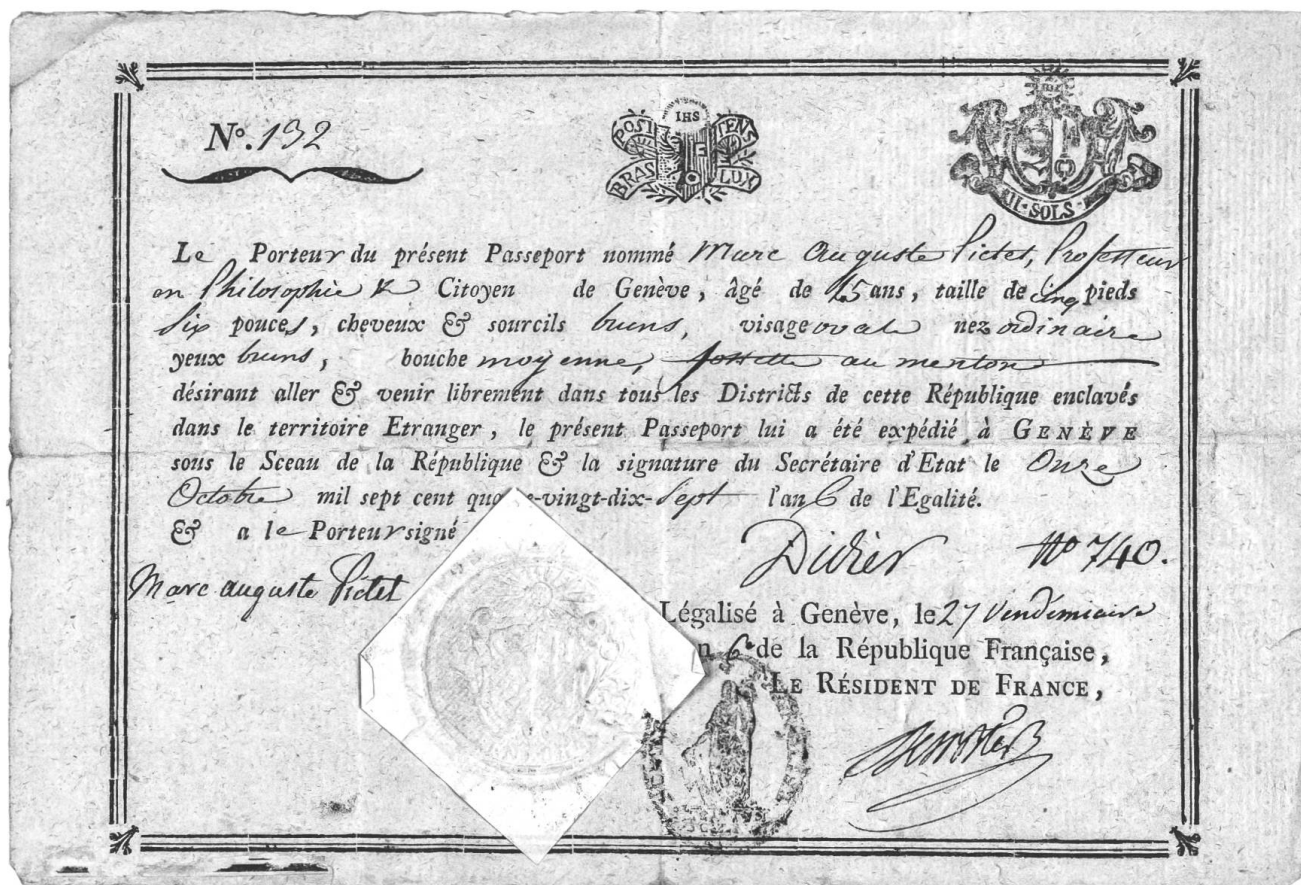 N°. 192
IHS
POST TENEBRAS LUX
II·SOLS
Le Porteur du présent Passeport nommé Marc Auguste Pictet, Professeur
en Philosophie & Citoyen de Genève, âgé de 45 ans, taille de cinq pieds
six pouces, cheveux & sourcils bruns, visage ovale nez ordinaire
yeux bruns, bouche moyenne, fossette au menton
désirant aller & venir librement dans tous les Districts de cette République enclavés
dans le territoire Etranger, le présent Passeport lui a été expédié à GENÈVE
sous le Sceau de la République & la signature du Secrétaire d'Etat le Onze
Octobre mil sept cent qua e-vingt-dix-sept l'an 6 de l'Egalité.
& a le Porteur signé
Didier N° 740.
Marc auguste Pictet
Légalisé à Genève, le 27 Vendémiaire
n 6e de la République Française,
LE RÉSIDENT DE FRANCE,